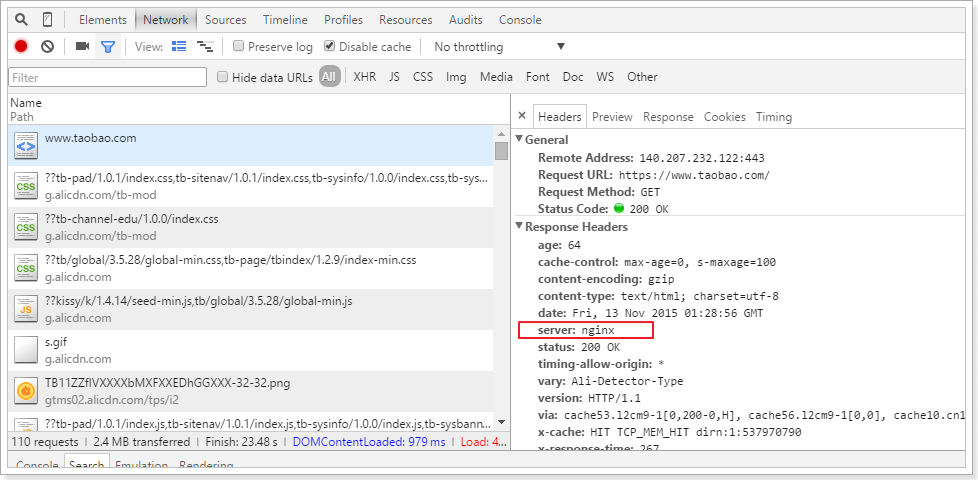 Elements Network Sources Timeline Profiles Resources Audits Console
View: Preserve log Disable cache No throttling ▼
Filter Hide data URLs All XHR JS CSS Img Media Font Doc WS Other
Name
Path
www.taobao.com
??tb-pad/1.0.1/index.css,tb-sitenav/1.0.1/index.css,tb-sysinfo/1.0.0/index.css,tb-sys...
g.alicdn.com/tb-mod
??tb-channel-edu/1.0.0/index.css
g.alicdn.com/tb-mod
??tb/global/3.5.28/global-min.css,tb-page/tbindex/1.2.9/index-min.css
g.alicdn.com
??kissy/k/1.4.14/seed-min.js,tb/global/3.5.28/global-min.js
g.alicdn.com
s.gif
g.alicdn.com
TB11ZZfIVXXXXbMXFXXEDhGGXXX-32-32.png
gtms02.alicdn.com/tps/i2
??tb-pad/1.0.1/index.js,tb-sitenav/1.0.1/index.js,tb-sysinfo/1.0.0/index.js,tb-sysbann...
110 requests | 2.4 MB transferred | Finish: 23.48 s | DOMContentLoaded: 979 ms | Load: 4...
× Headers Preview Response Cookies Timing
▼General
Remote Address: 140.207.232.122:443
Request URL: https://www.taobao.com/
Request Method: GET
Status Code: 200 OK
▼Response Headers
age: 64
cache-control: max-age=0, s-maxage=100
content-encoding: gzip
content-type: text/html; charset=utf-8
date: Fri, 13 Nov 2015 01:28:56 GMT
server: nginx
status: 200 OK
timing-allow-origin: *
vary: Ali-Detector-Type
version: HTTP/1.1
via: cache53.l2cm9-1[0,200-0,H], cache56.l2cm9-1[0,0], cache10.cn1
x-cache: HIT TCP_MEM_HIT dirn:1:537970790
x-response-time: 267
Console Search Emulation Rendering